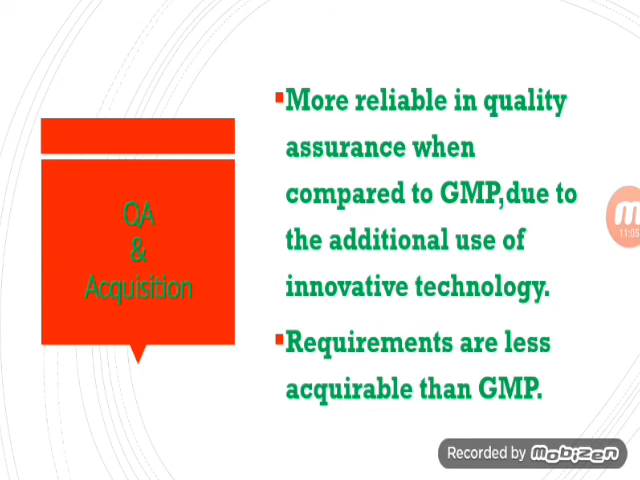 QA
&
Acquisition
More reliable in quality
assurance when
compared to GMP,due to
the additional use of
innovative technology.
Requirements are less
acquirable than GMP.
11:05
Recorded by mobizen